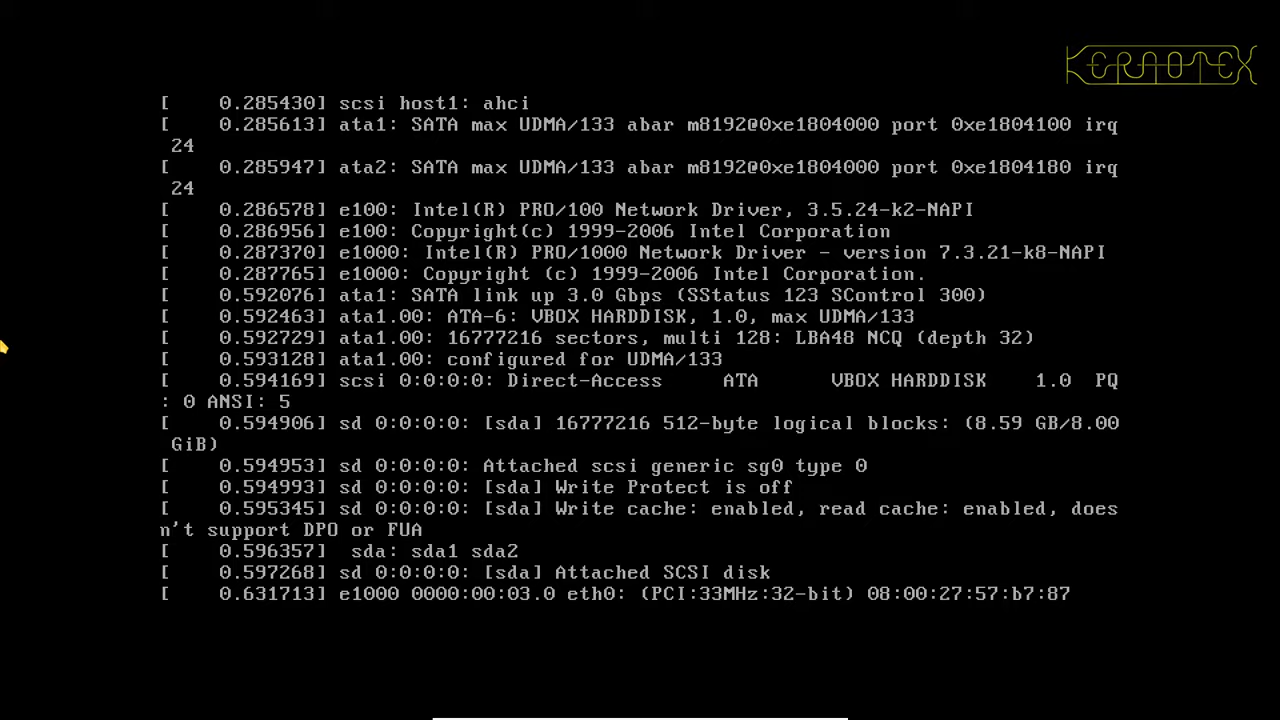 KERNOTEX
[    0.285430] scsi host1: ahci
[    0.285613] ata1: SATA max UDMA/133 abar m8192@0xe1804000 port 0xe1804100 irq
24
[    0.285947] ata2: SATA max UDMA/133 abar m8192@0xe1804000 port 0xe1804180 irq
24
[    0.286578] e100: Intel(R) PRO/100 Network Driver, 3.5.24-k2-NAPI
[    0.286956] e100: Copyright(c) 1999-2006 Intel Corporation
[    0.287370] e1000: Intel(R) PRO/1000 Network Driver - version 7.3.21-k8-NAPI
[    0.287765] e1000: Copyright (c) 1999-2006 Intel Corporation.
[    0.592076] ata1: SATA link up 3.0 Gbps (SStatus 123 SControl 300)
[    0.592463] ata1.00: ATA-6: VBOX HARDDISK, 1.0, max UDMA/133
[    0.592729] ata1.00: 16777216 sectors, multi 128: LBA48 NCQ (depth 32)
[    0.593128] ata1.00: configured for UDMA/133
[    0.594169] scsi 0:0:0:0: Direct-Access     ATA      VBOX HARDDISK    1.0  PQ
: 0 ANSI: 5
[    0.594906] sd 0:0:0:0: [sda] 16777216 512-byte logical blocks: (8.59 GB/8.00
GiB)
[    0.594953] sd 0:0:0:0: Attached scsi generic sg0 type 0
[    0.594993] sd 0:0:0:0: [sda] Write Protect is off
[    0.595345] sd 0:0:0:0: [sda] Write cache: enabled, read cache: enabled, does
n't support DPO or FUA
[    0.596357]  sda: sda1 sda2
[    0.597268] sd 0:0:0:0: [sda] Attached SCSI disk
[    0.631713] e1000 0000:00:03.0 eth0: (PCI:33MHz:32-bit) 08:00:27:57:b7:87